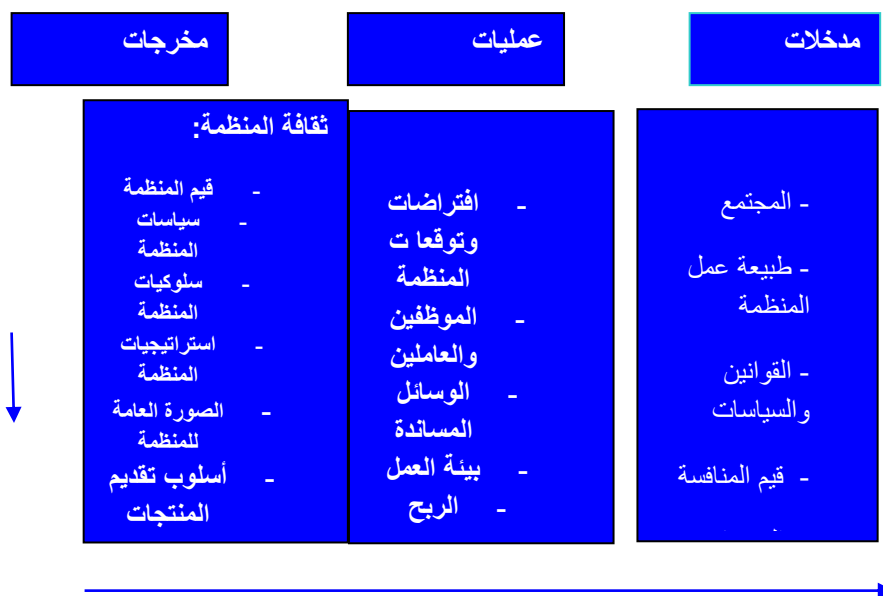 مدخلات
عمليات
مخرجات
- المجتمع
- طبيعة عمل
المنظمة
- القوانين
والسياسات
- قيم المنافسة
- افتراضات
وتوقعا ت
المنظمة
- الموظفين
والعاملين
- الوسائل
المساندة
- بيئة العمل
- الربح
ثقافة المنظمة:
- قيم المنظمة
- سياسات
المنظمة
- سلوكيات
المنظمة
- استراتيجيات
المنظمة
- الصورة العامة
للمنظمة
- أسلوب تقديم
المنتجات